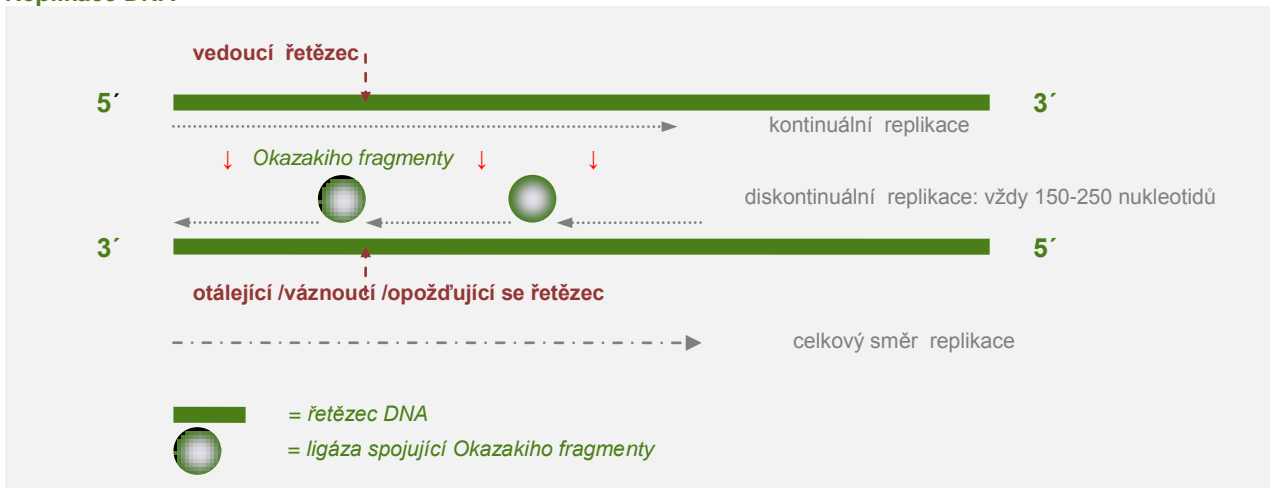 vedoucí řetězec
5´ 3´
kontinuální replikace
↓ Okazakiho fragmenty ↓ ↓
diskontinuální replikace: vždy 150-250 nukleotidů
3´ 5´
otálející /váznoucí /opožďující se řetězec
celkový směr replikace
= řetězec DNA
= ligáza spojující Okazakiho fragmenty